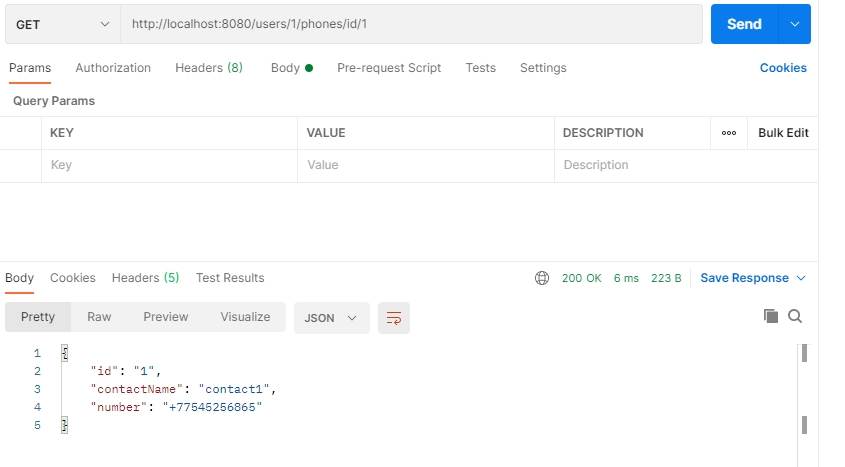 GET http://localhost:8080/users/1/phones/id/1 Send
Params Authorization Headers (8) Body Pre-request Script Tests Settings Cookies
Query Params
KEY VALUE DESCRIPTION ooo Bulk Edit
Key Value Description
Body Cookies Headers (5) Test Results 200 OK 6 ms 223 B Save Response
Pretty Raw Preview Visualize JSON
1 {
2 "id": "1",
3 "contactName": "contact1",
4 "number": "+77545256865"
5 }